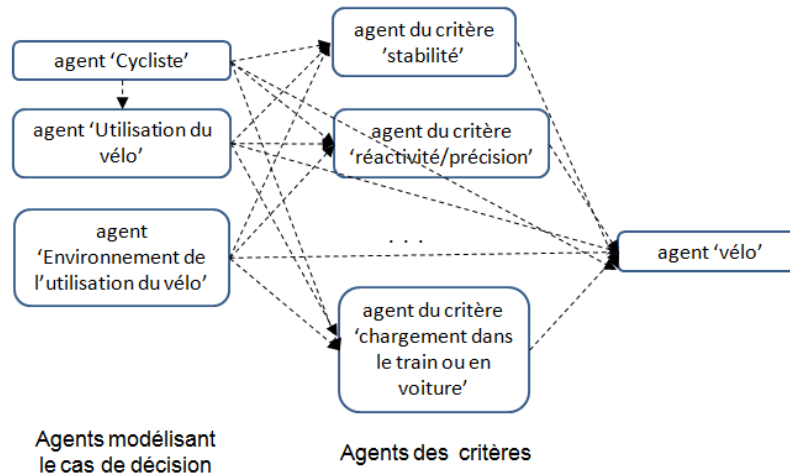 agent ‘Cycliste’
agent ‘Utilisation du
vélo’
agent
‘Environnement de
l’utilisation du vélo’
agent du critère
’stabilité’
agent du critère
‘réactivité/précision’
. . .
agent du critère
‘chargement dans
le train ou en
voiture’
agent ‘vélo’
Agents modélisant
le cas de décision
Agents des critères